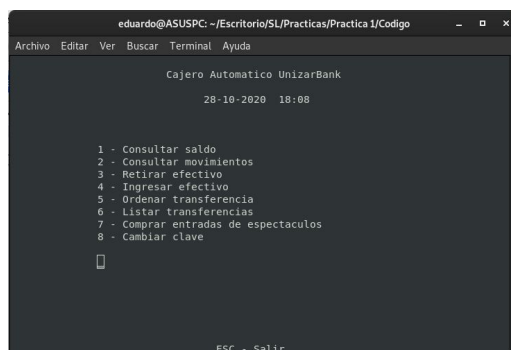 eduardo@ASUSPC: ~/Escritorio/SL/Practicas/Practica 1/Codigo
Archivo Editar Ver Buscar Terminal Ayuda
Cajero Automatico UnizarBank
28-10-2020 18:08
1 - Consultar saldo
2 - Consultar movimientos
3 - Retirar efectivo
4 - Ingresar efectivo
5 - Ordenar transferencia
6 - Listar transferencias
7 - Comprar entradas de espectaculos
8 - Cambiar clave
ESC - Salir